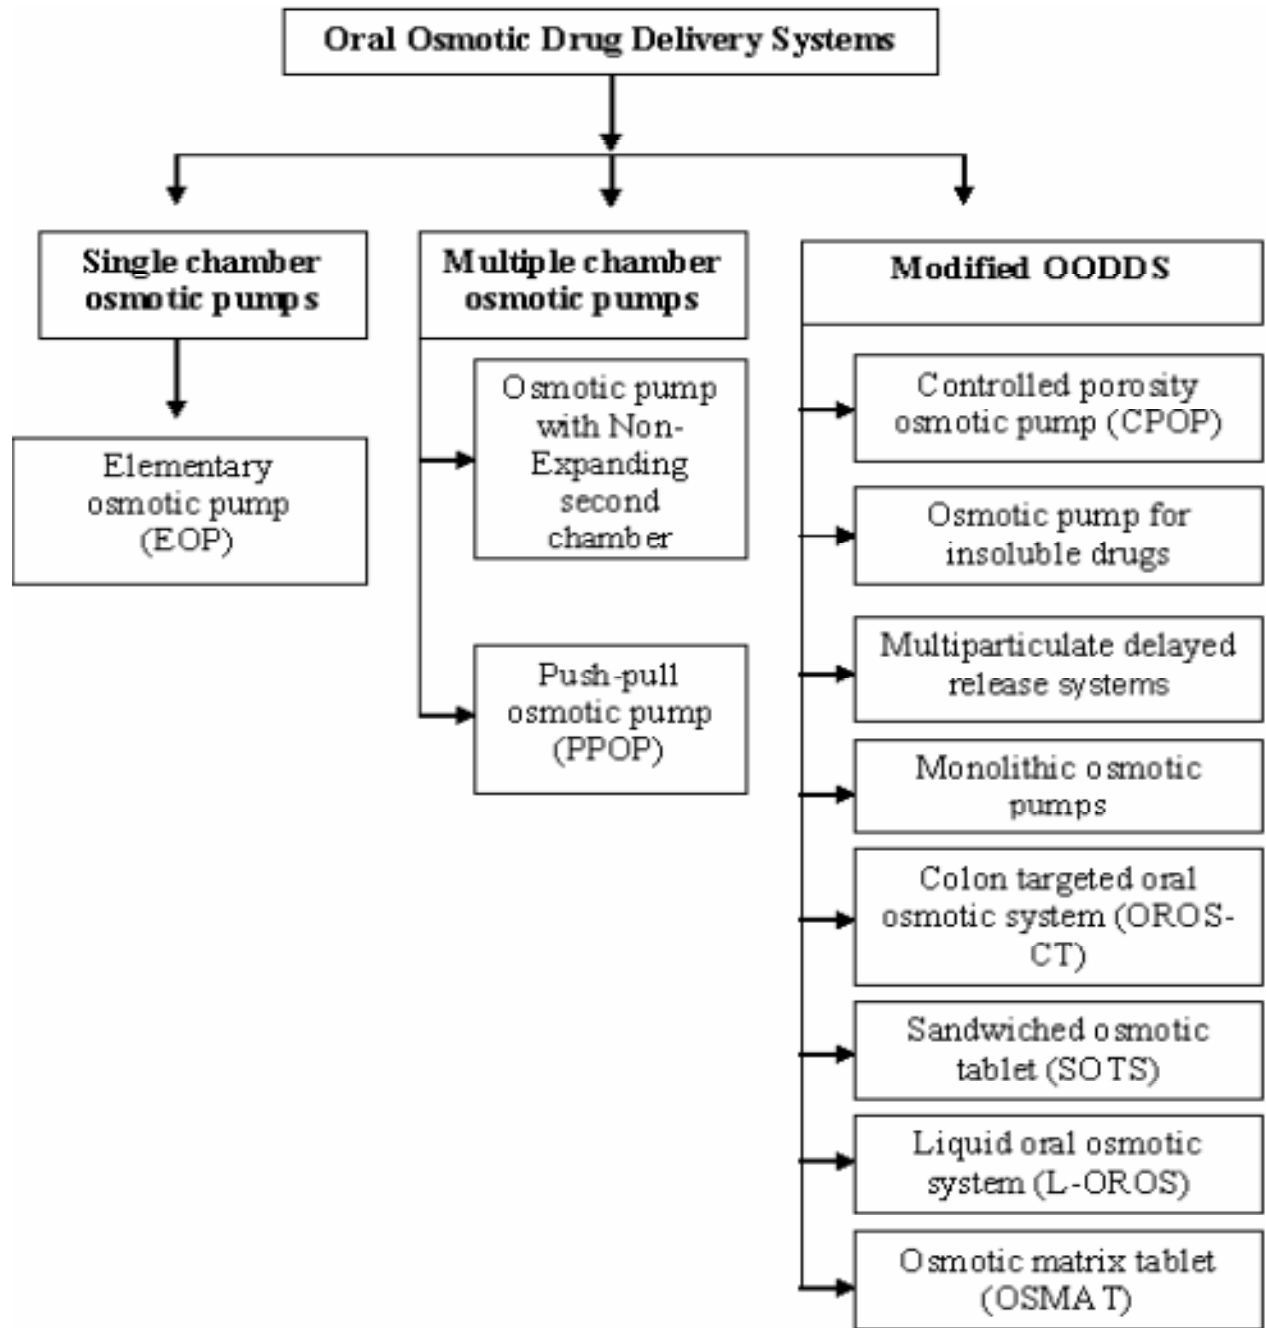 Oral Osmotic Drug Delivery Systems
Single chamber
osmotic pumps
Elementary
osmotic pump
(EOP)
Multiple chamber
osmotic pumps
Osmotic pump
with Non-
Expanding
second
chamber
Push-pull
osmotic pump
(PPOP)
Modified OODDS
Controlled porosity
osmotic pump (CPOP)
Osmotic pump for
insoluble drugs
Multiparticulate delayed
release systems
Monolithic osmotic
pumps
Colon targeted oral
osmotic system (OROS-
CT)
Sandwiched osmotic
tablet (SOTS)
Liquid oral osmotic
system (L-OROS)
Osmotic matrix tablet
(OSMAT)